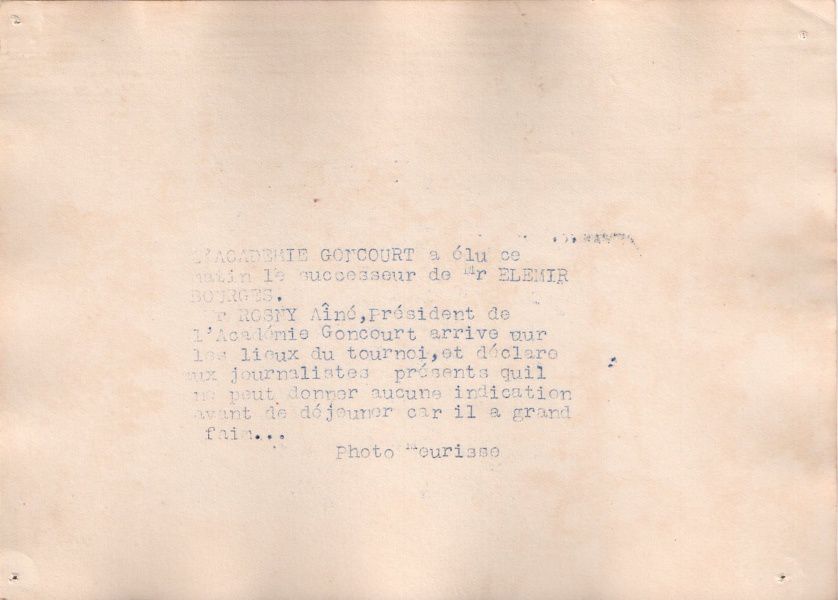 L'ACADEMIE GONCOURT a élu ce
matin le successeur de Mr ELEMIR
BOURGES.
Mr ROSNY Aîné,Président de
l'Académie Goncourt arrive sur
les lieux du tournoi,et déclare
aux journalistes présents quil
ne peut donner aucune indication
avant de déjeuner car il a grand
faim...
Photo Meurisse